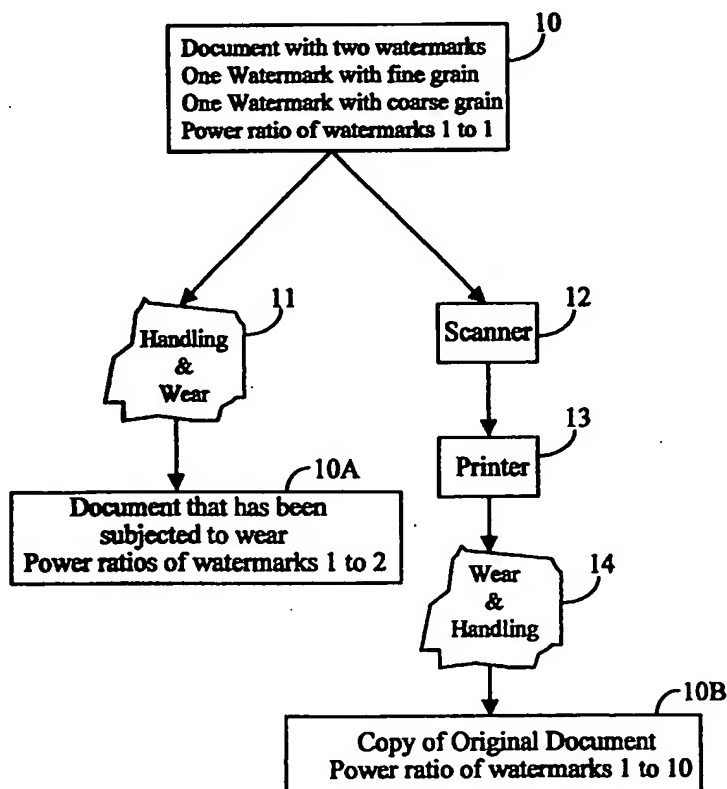 10
Document with two watermarks
One Watermark with fine grain
One Watermark with coarse grain
Power ratio of watermarks 1 to 1
11
Handling
&
Wear
12
Scanner
13
Printer
10A
Document that has been
subjected to wear
Power ratios of watermarks 1 to 2
14
Wear
&
Handling
10B
Copy of Original Document
Power ratio of watermarks 1 to 10